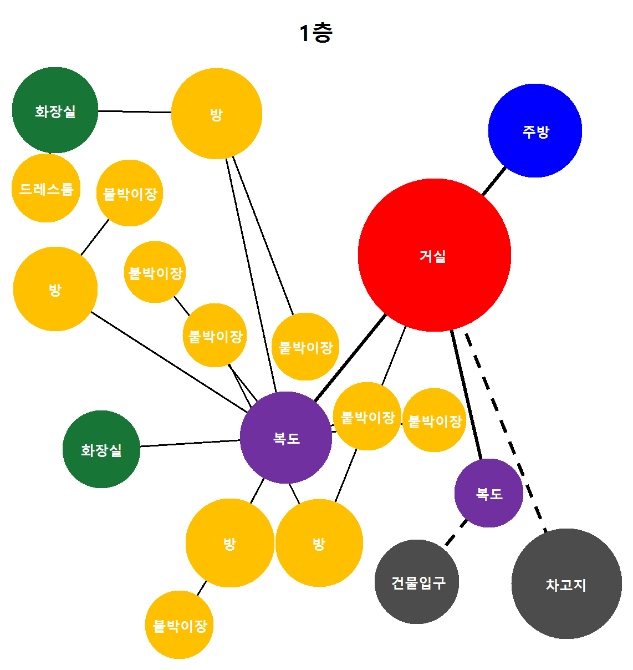 1층
화장실
방
주방
드레스룸
붙박이장
방
거실
붙박이장
붙박이장
붙박이장
붙박이장
붙박이장
복도
화장실
복도
방
방
건물입구
차고지
붙박이장